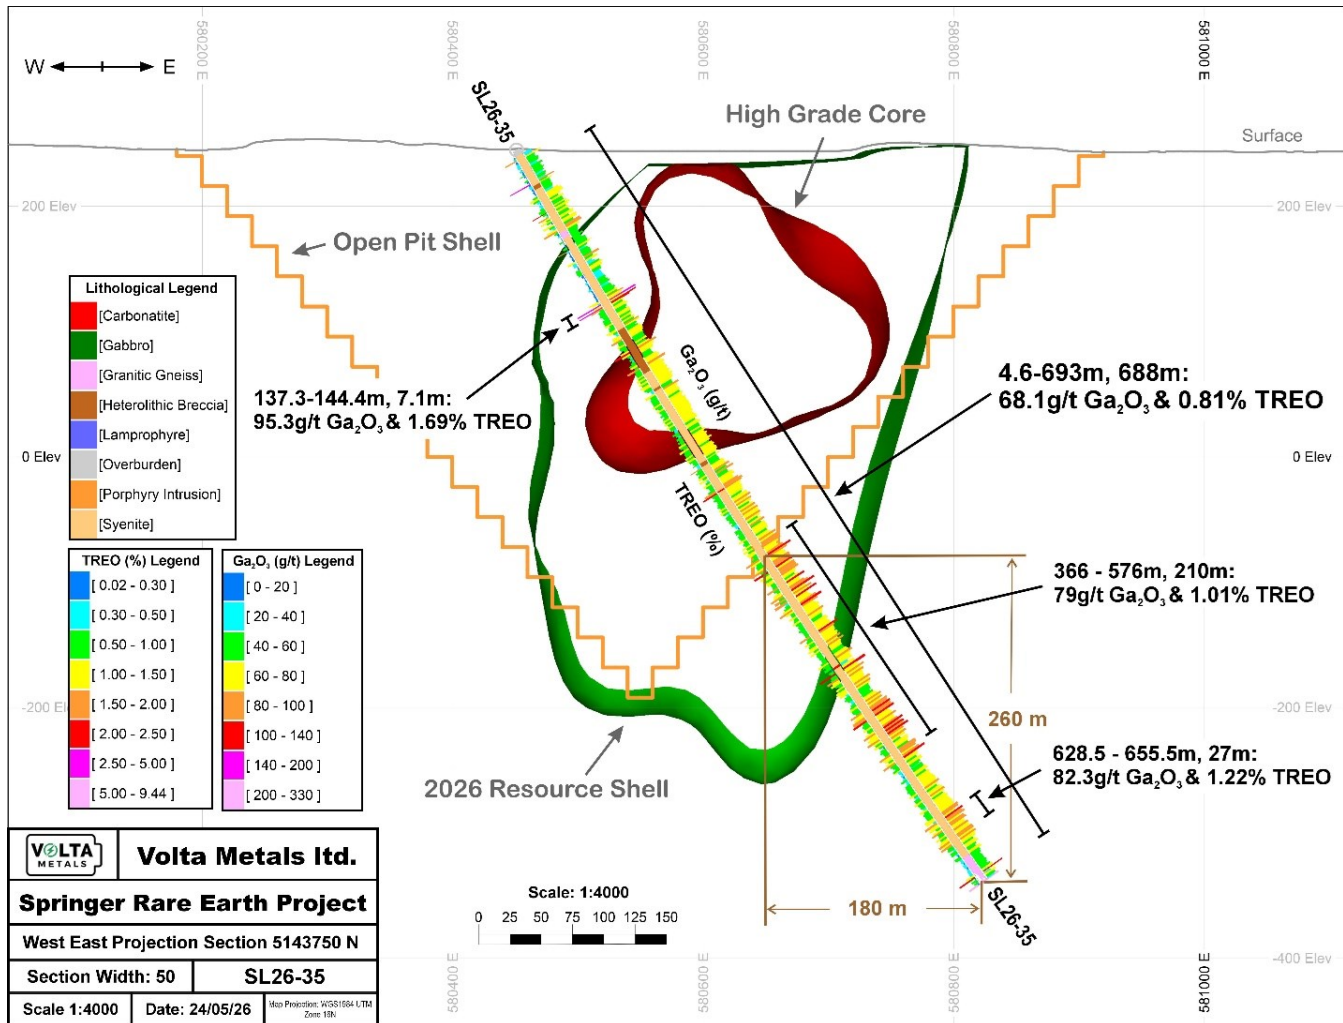 580200 E
580400 E
580600 E
580800 E
581000 E
W E
SL26-35
High Grade Core
Surface
200 Elev
200 Elev
Open Pit Shell
Lithological Legend
[Carbonatite]
[Gabbro]
[Granitic Gneiss]
[Heterolithic Breccia]
[Lamprophyre]
[Overburden]
[Porphyry Intrusion]
[Syenite]
137.3-144.4m, 7.1m:
95.3g/t Ga₂O₃ & 1.69% TREO
Ga₂O₃ (g/t)
TREO (%)
4.6-693m, 688m:
68.1g/t Ga₂O₃ & 0.81% TREO
0 Elev
0 Elev
366 - 576m, 210m:
79g/t Ga₂O₃ & 1.01% TREO
TREO (%) Legend
[ 0.02 - 0.30 ]
[ 0.30 - 0.50 ]
[ 0.50 - 1.00 ]
[ 1.00 - 1.50 ]
[ 1.50 - 2.00 ]
[ 2.00 - 2.50 ]
[ 2.50 - 5.00 ]
[ 5.00 - 9.44 ]
Ga₂O₃ (g/t) Legend
[ 0 - 20 ]
[ 20 - 40 ]
[ 40 - 60 ]
[ 60 - 80 ]
[ 80 - 100 ]
[ 100 - 140 ]
[ 140 - 200 ]
[ 200 - 330 ]
-200 Ele
-200 Elev
260 m
628.5 - 655.5m, 27m:
82.3g/t Ga₂O₃ & 1.22% TREO
2026 Resource Shell
180 m
SL26-35
Scale: 1:4000
0 25 50 75 100 125 150
-400 Elev
580400 E
580600 E
580800 E
581000 E
VOLTA
METALS
Volta Metals ltd.
Springer Rare Earth Project
West East Projection Section 5143750 N
Section Width: 50
SL26-35
Scale 1:4000
Date: 24/05/26
Map Projection: WGS1984 UTM